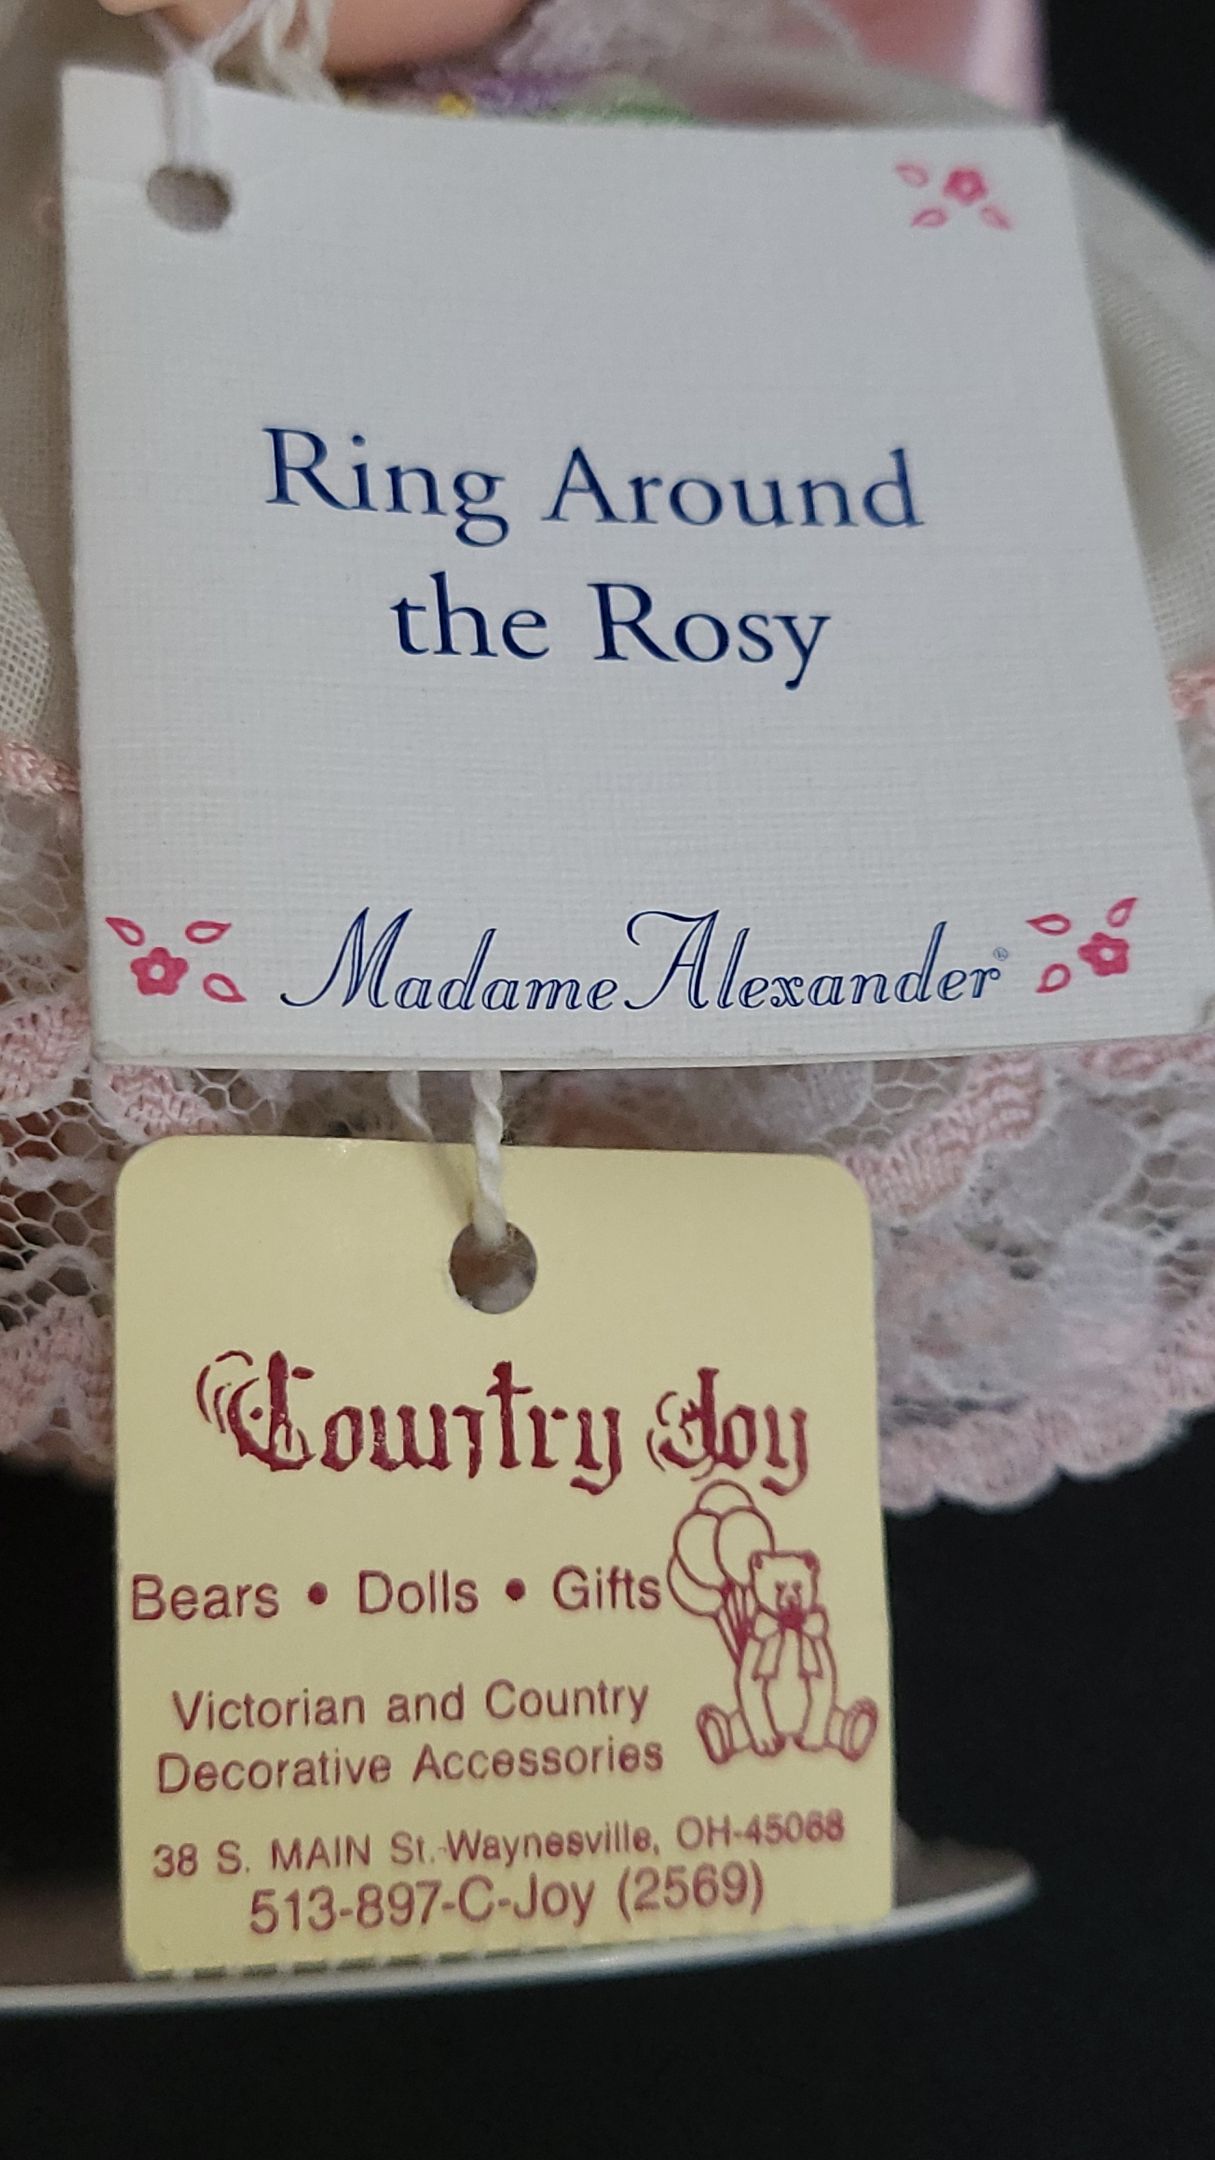 Ring Around
the Rosy
Madame Alexander®
Country Joy
Bears • Dolls • Gifts
Victorian and Country
Decorative Accessories
38 S. MAIN St.-Waynesville, OH-45068
513-897-C-Joy (2569)